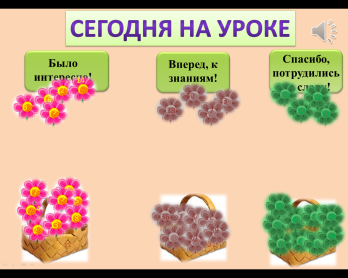 СЕГОДНЯ НА УРОКЕ
Было
интересно!
Вперед, к
знаниям!
Спасибо,
потрудились